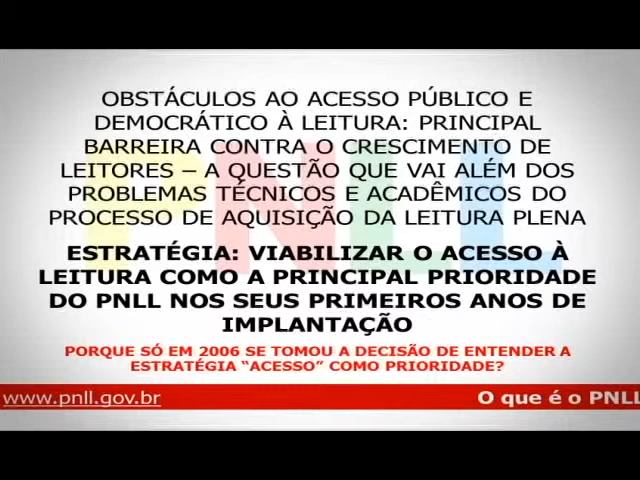 OBSTÁCULOS AO ACESSO PÚBLICO E
DEMOCRÁTICO À LEITURA: PRINCIPAL
BARREIRA CONTRA O CRESCIMENTO DE
LEITORES – A QUESTÃO QUE VAI ALÉM DOS
PROBLEMAS TÉCNICOS E ACADÊMICOS DO
PROCESSO DE AQUISIÇÃO DA LEITURA PLENA
ESTRATÉGIA: VIABILIZAR O ACESSO À
LEITURA COMO A PRINCIPAL PRIORIDADE
DO PNLL NOS SEUS PRIMEIROS ANOS DE
IMPLANTAÇÃO
PORQUE SÓ EM 2006 SE TOMOU A DECISÃO DE ENTENDER A
ESTRATÉGIA “ACESSO” COMO PRIORIDADE?
www.pnll.gov.br O que é o PNLL
PNLL